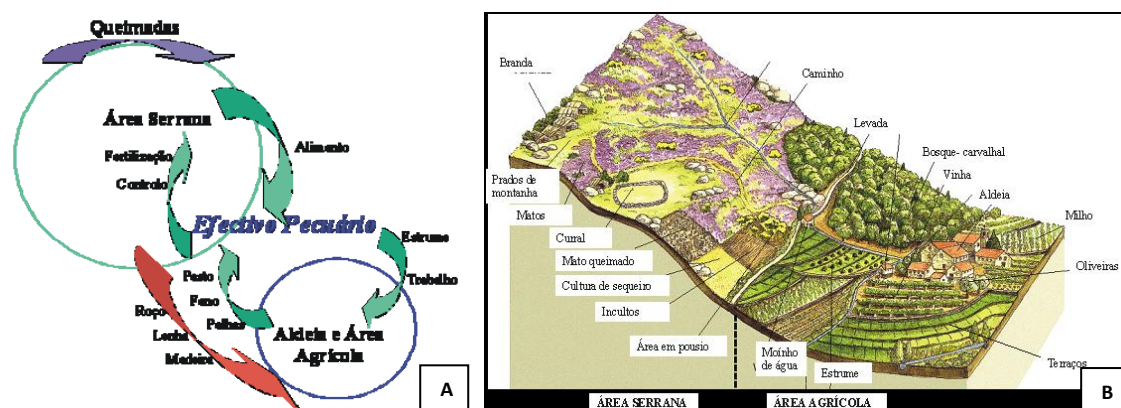 Queimadas
Área Serrana
Fertilização
Controlo
Alimento
Efectivo Pecuário
Estrume
Trabalho
Pasto
Feno
Palhas
Roço
Lenha
Madeira
Aldeia e Área
Agrícola
A
Branda
Caminho
Levada
Bosque- carvalhal
Vinha
Aldeia
Milho
Prados de
montanha
Matos
Curral
Mato queimado
Cultura de sequeiro
Incultos
Área em pousio
Oliveiras
Moínho
de água
Estrume
Terraços
ÁREA SERRANA
ÁREA AGRÍCOLA
B